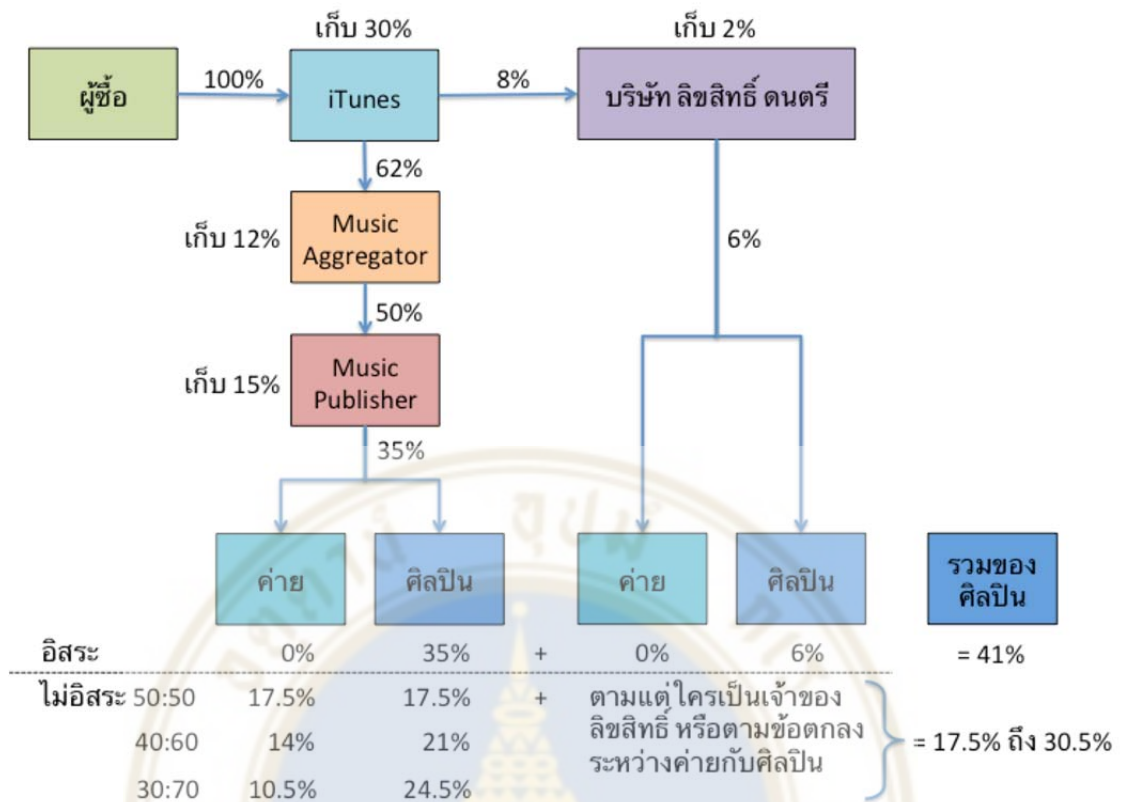 เก็บ 30%
เก็บ 2%
ผู้ซื้อ
100%
iTunes
8%
บริษัท ลิขสิทธิ์ ดนตรี
62%
เก็บ 12%
Music
Aggregator
6%
50%
เก็บ 15%
Music
Publisher
35%
ค่าย
ศิลปิน
ค่าย
ศิลปิน
รวมของ
ศิลปิน
อิสระ 0% 35% + 0% 6% = 41%
ไม่อิสระ 50:50 17.5% 17.5% + ตามแต่ใครเป็นเจ้าของ
40:60 14% 21% ลิขสิทธิ์ หรือตามข้อตกลง = 17.5% ถึง 30.5%
ระหว่างค่ายกับศิลปิน
30:70 10.5% 24.5%